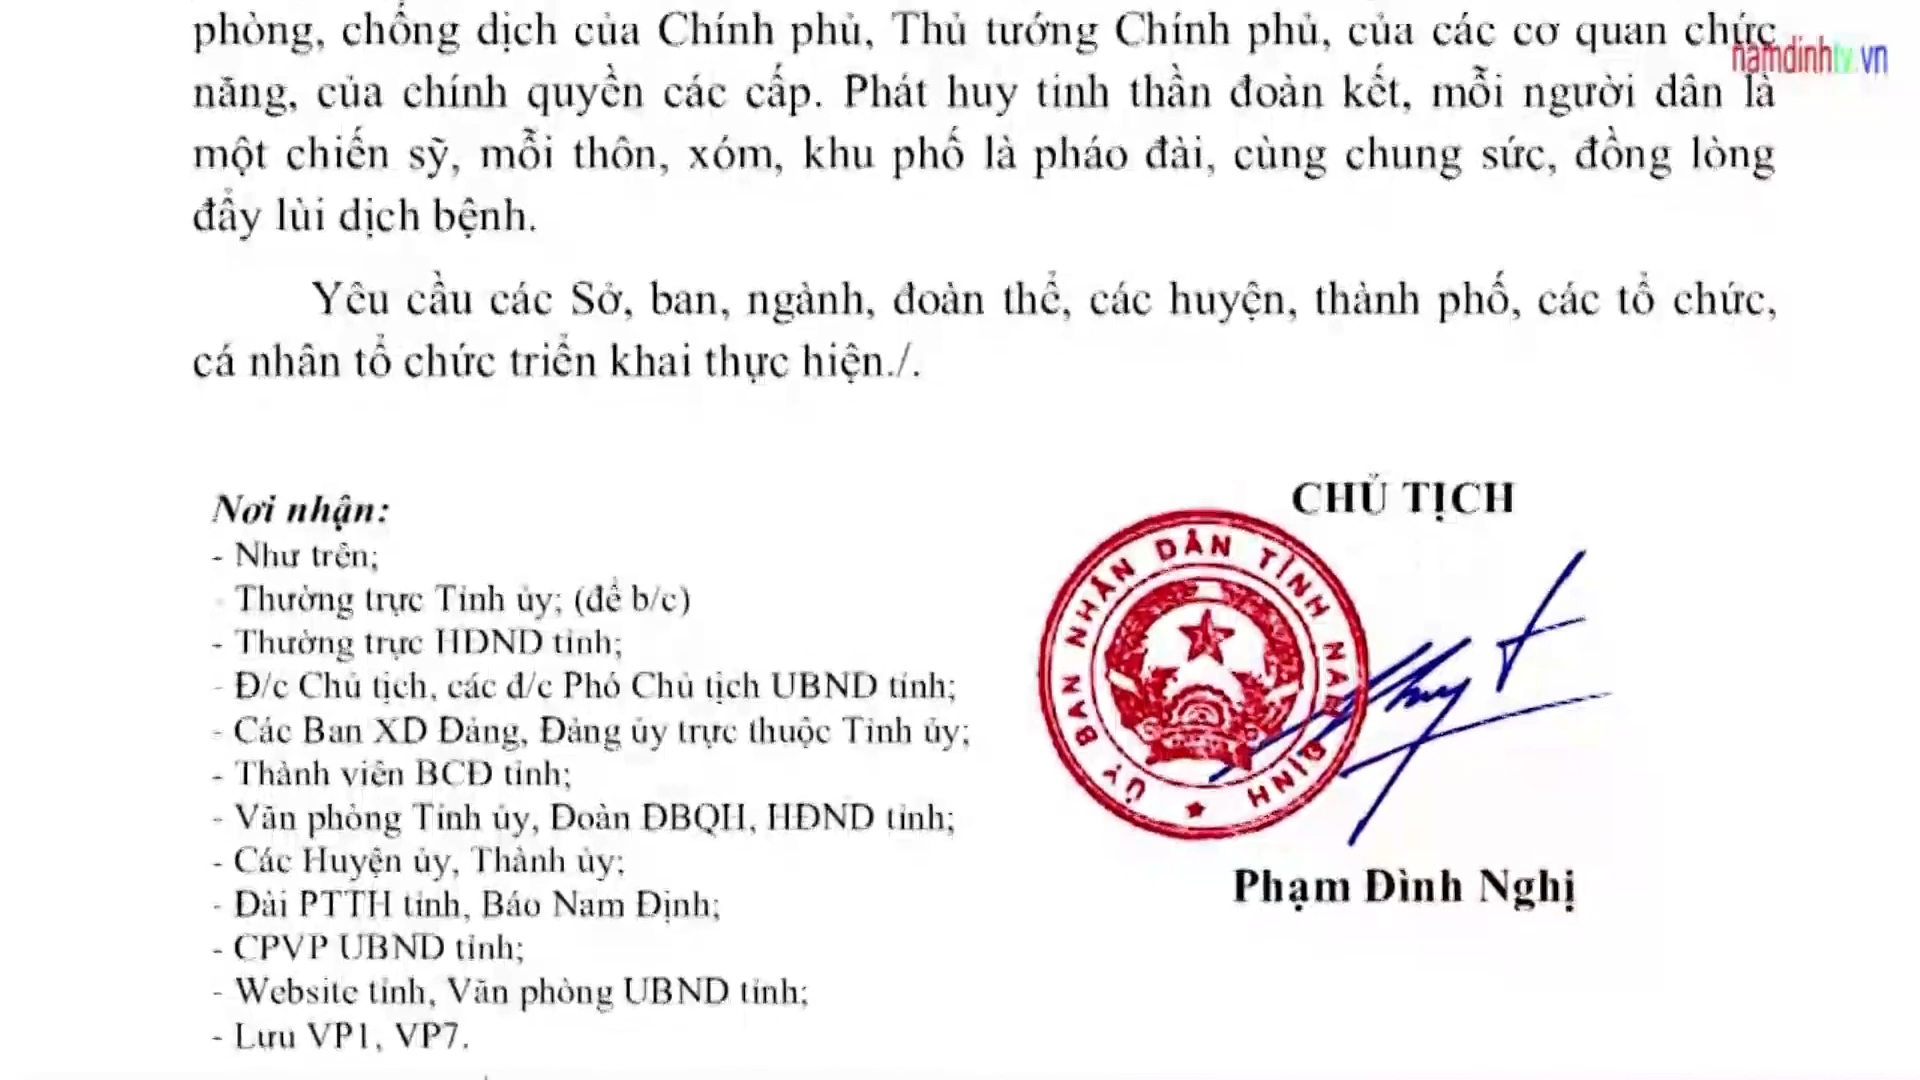 phòng, chống dịch của Chính phủ, Thủ tướng Chính phủ, của các cơ quan chức
namdinhtv.vn
năng, của chính quyền các cấp. Phát huy tinh thần đoàn kết, mỗi người dân là
một chiến sỹ, mỗi thôn, xóm, khu phố là pháo đài, cùng chung sức, đồng lòng
đẩy lùi dịch bệnh.
Yêu cầu các Sở, ban, ngành, đoàn thể, các huyện, thành phố, các tổ chức,
cá nhân tổ chức triển khai thực hiện./.
Nơi nhận:
- Như trên;
- Thường trực Tỉnh ủy; (để b/c)
- Thường trực HĐND tỉnh;
- Đ/c Chủ tịch, các đ/c Phó Chủ tịch UBND tỉnh;
- Các Ban XD Đảng, Đảng ủy trực thuộc Tỉnh ủy;
- Thành viên BCĐ tỉnh;
- Văn phòng Tỉnh ủy, Đoàn ĐBQH, HĐND tỉnh;
- Các Huyện ủy, Thành ủy;
- Đài PTTH tỉnh, Báo Nam Định;
- CPVP UBND tỉnh;
- Website tỉnh, Văn phòng UBND tỉnh;
- Lưu VP1, VP7.
CHỦ TỊCH
ỦY BAN NHÂN DÂN TỈNH NAM ĐỊNH
Phạm Đình Nghị